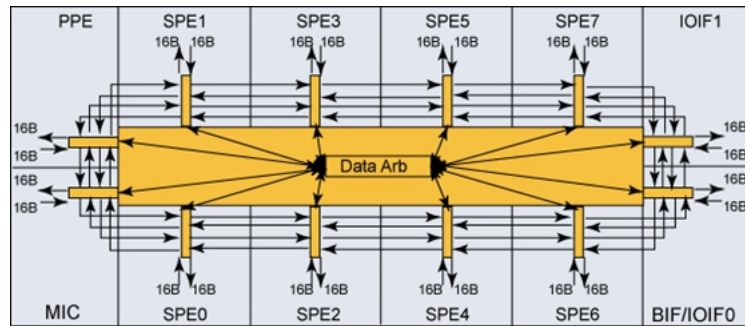 PPE SPE1 SPE3 SPE5 SPE7 IOIF1
16B 16B 16B 16B 16B 16B 16B 16B
16B 16B
16B 16B
Data Arb
16B 16B
16B 16B
16B 16B 16B 16B 16B 16B 16B 16B
MIC SPE0 SPE2 SPE4 SPE6 BIF/IOIF0